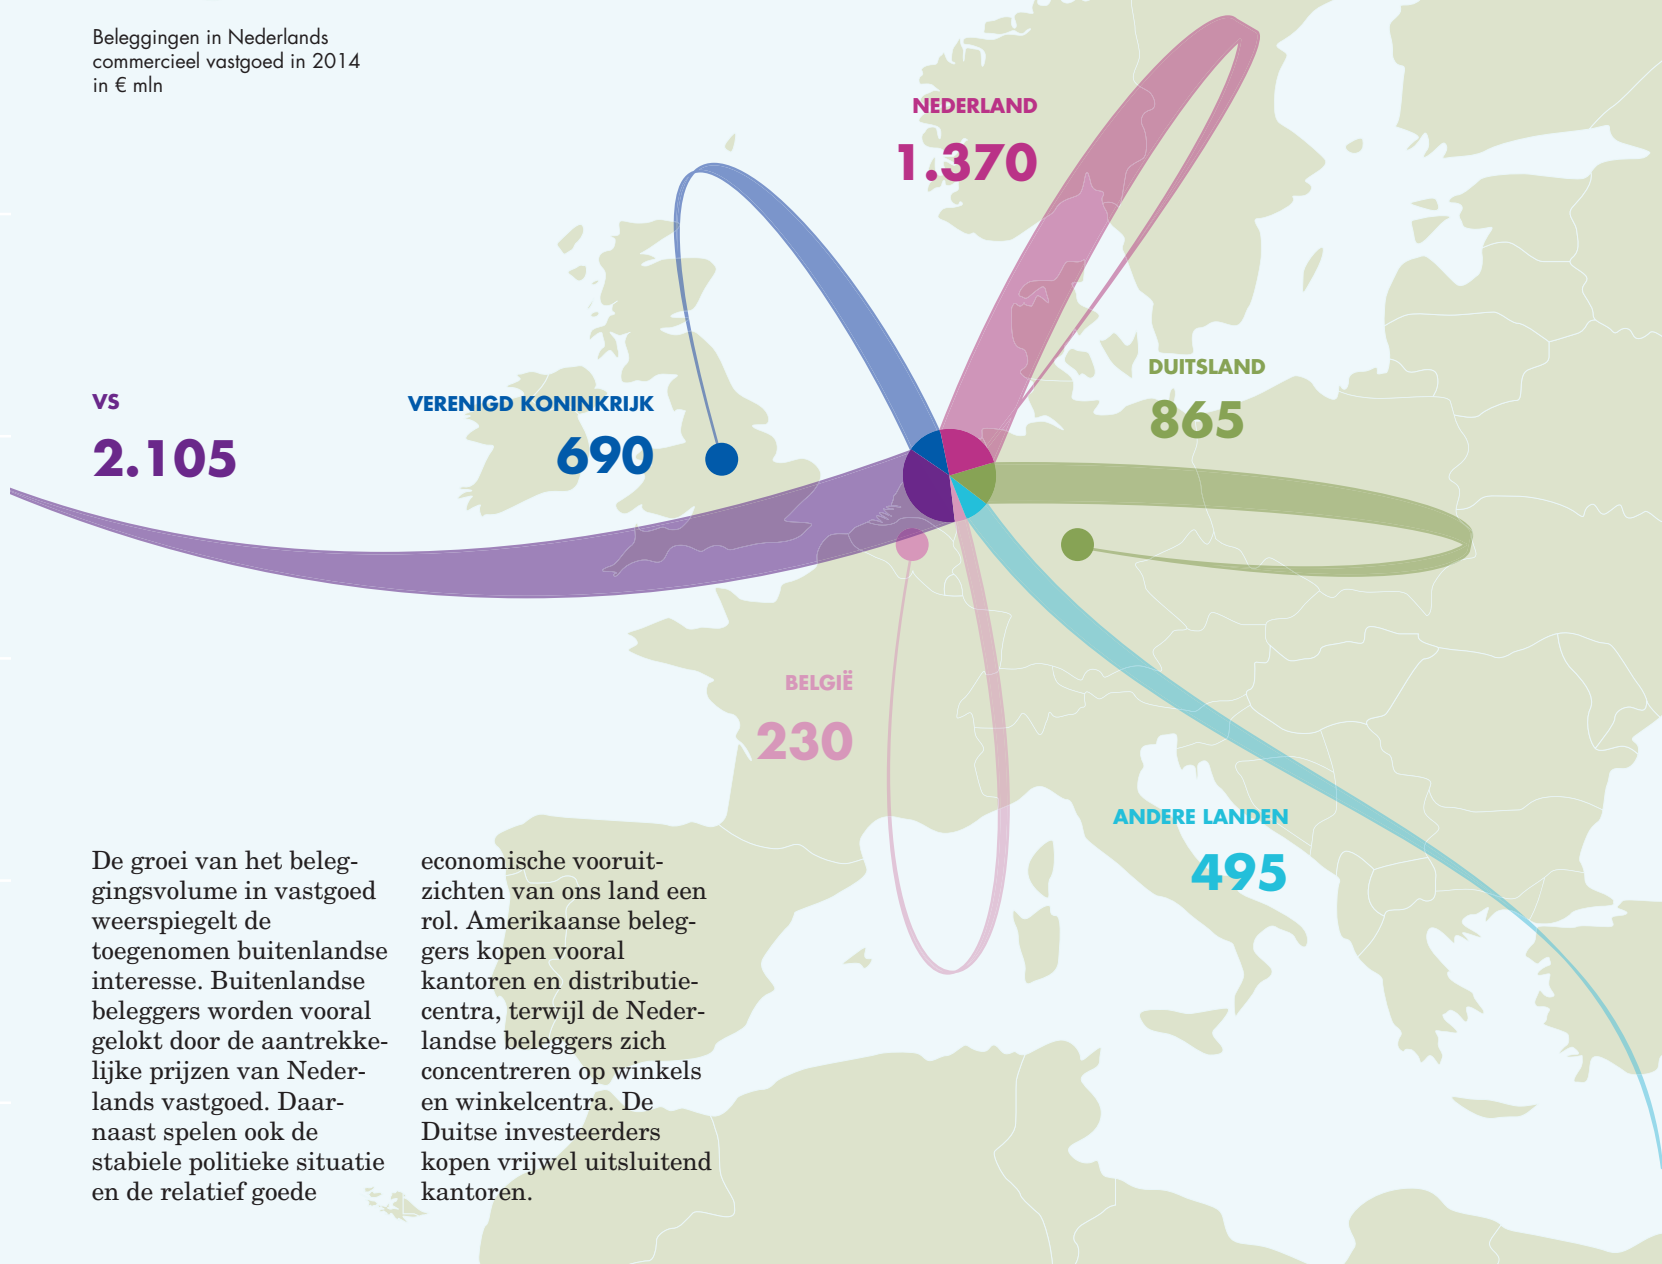 Beleggingen in Nederlands
commercieel vastgoed in 2014
in € mln
NEDERLAND
1.370
DUITSLAND
865
VS
2.105
VERENIGD KONINKRIJK
690
BELGIË
230
ANDERE LANDEN
495
De groei van het beleg-
gingsvolume in vastgoed
weerspiegelt de
toegenomen buitenlandse
interesse. Buitenlandse
beleggers worden vooral
gelokt door de aantrekke-
lijke prijzen van Neder-
lands vastgoed. Daar-
naast spelen ook de
stabiele politieke situatie
en de relatief goede
economische vooruit-
zichten van ons land een
rol. Amerikaanse beleg-
gers kopen vooral
kantoren en distributie-
centra, terwijl de Neder-
landse beleggers zich
concentreren op winkels
en winkelcentra. De
Duitse investeerders
kopen vrijwel uitsluitend
kantoren.